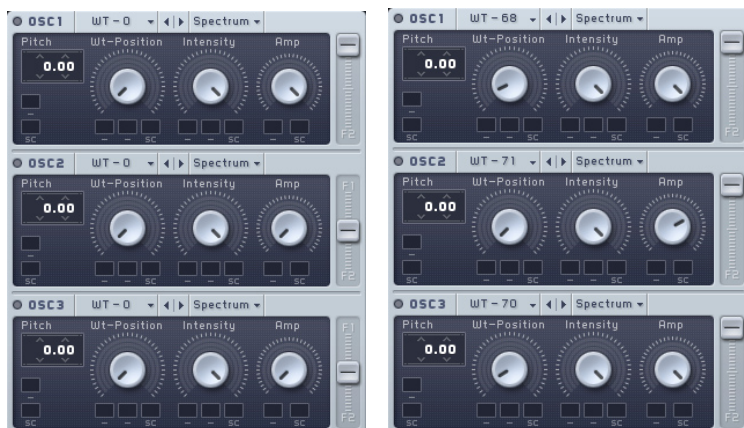 OSC1 WT - 0 Spectrum
Pitch Wt-Position Intensity Amp
0.00
SC – – SC – – SC – SC
F2
OSC2 WT - 0 Spectrum
Pitch Wt-Position Intensity Amp F1
0.00
SC – – SC – – SC – SC
F2
OSC3 WT - 0 Spectrum
Pitch Wt-Position Intensity Amp F1
0.00
SC – – SC – – SC – SC
F2
OSC1 WT - 68 Spectrum
Pitch Wt-Position Intensity Amp
0.00
SC – – SC – – SC – SC
F2
OSC2 WT - 71 Spectrum
Pitch Wt-Position Intensity Amp
0.00
SC – – SC – – SC – SC
F2
OSC3 WT - 70 Spectrum
Pitch Wt-Position Intensity Amp
0.00
SC – – SC – – SC – SC
F2